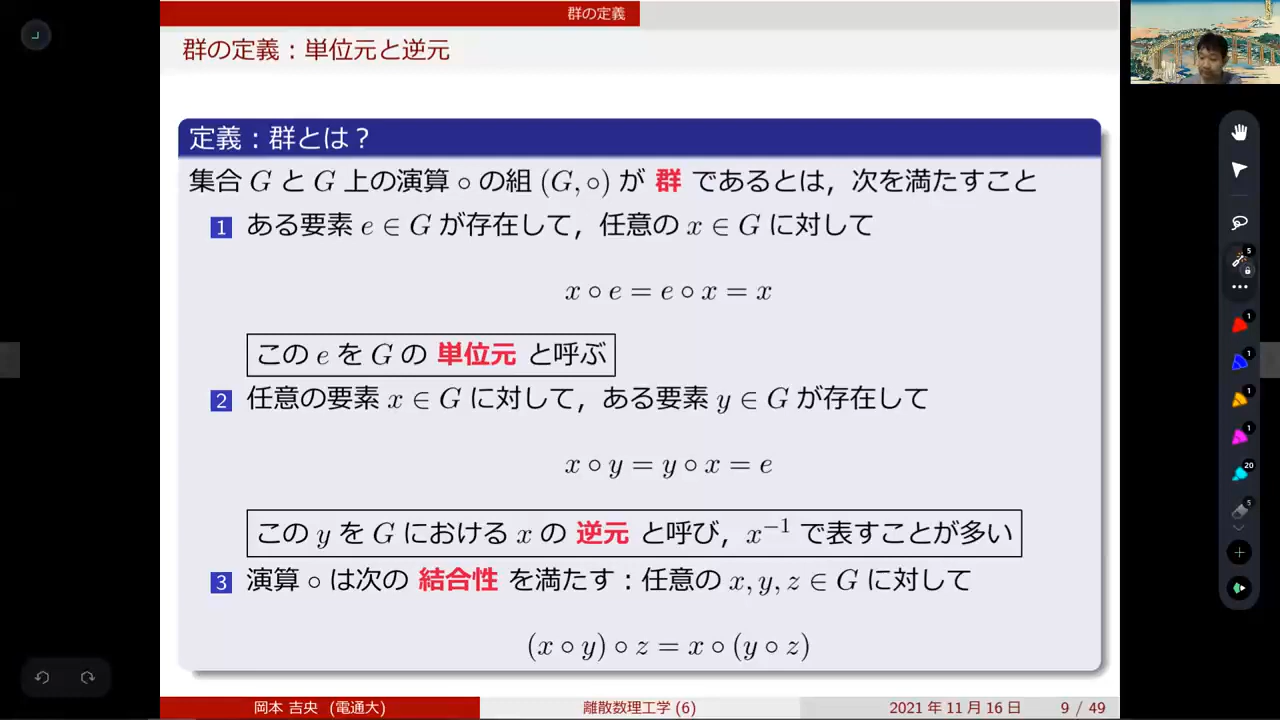 群の定義
群の定義：単位元と逆元
定義：群とは？
集合 G と G 上の演算 ∘ の組 (G, ∘) が 群 であるとは，次を満たすこと
1 ある要素 e ∈ G が存在して，任意の x ∈ G に対して
x ∘ e = e ∘ x = x
この e を G の 単位元 と呼ぶ
2 任意の要素 x ∈ G に対して，ある要素 y ∈ G が存在して
x ∘ y = y ∘ x = e
この y を G における x の 逆元 と呼び，x⁻¹ で表すことが多い
3 演算 ∘ は次の 結合性 を満たす：任意の x, y, z ∈ G に対して
(x ∘ y) ∘ z = x ∘ (y ∘ z)
岡本 吉央 (電通大) 離散数理工学 (6) 2021 年 11 月 16 日 9 / 49
5
1
1
1
1
20
5